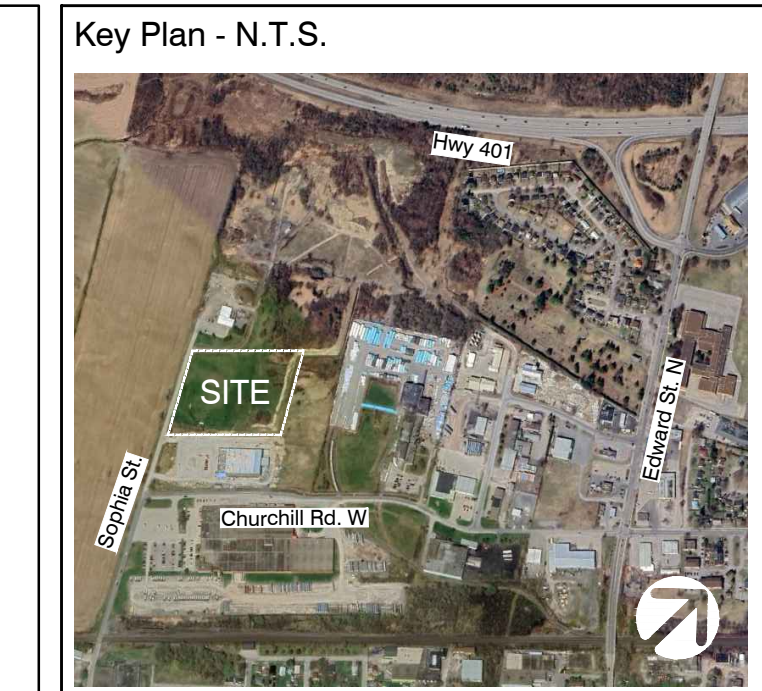 Key Plan - N.T.S.
Hwy 401
SITE
Edward St. N
Sophia St.
Churchill Rd. W